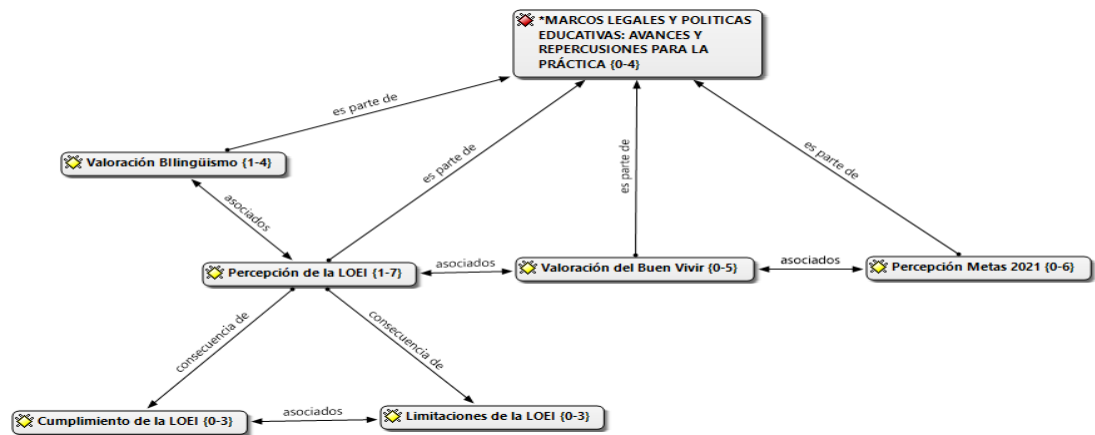 *MARCOS LEGALES Y POLITICAS
EDUCATIVAS: AVANCES Y
REPERCUSIONES PARA LA
PRÁCTICA {0-4}
es parte de
es parte de
es parte de
es parte de
Valoración BIlingüismo {1-4}
asociados
Percepción de la LOEI {1-7}
asociados
Valoración del Buen Vivir {0-5}
asociados
Percepción Metas 2021 {0-6}
consecuencia de
consecuencia de
Cumplimiento de la LOEI {0-3}
asociados
Limitaciones de la LOEI {0-3}